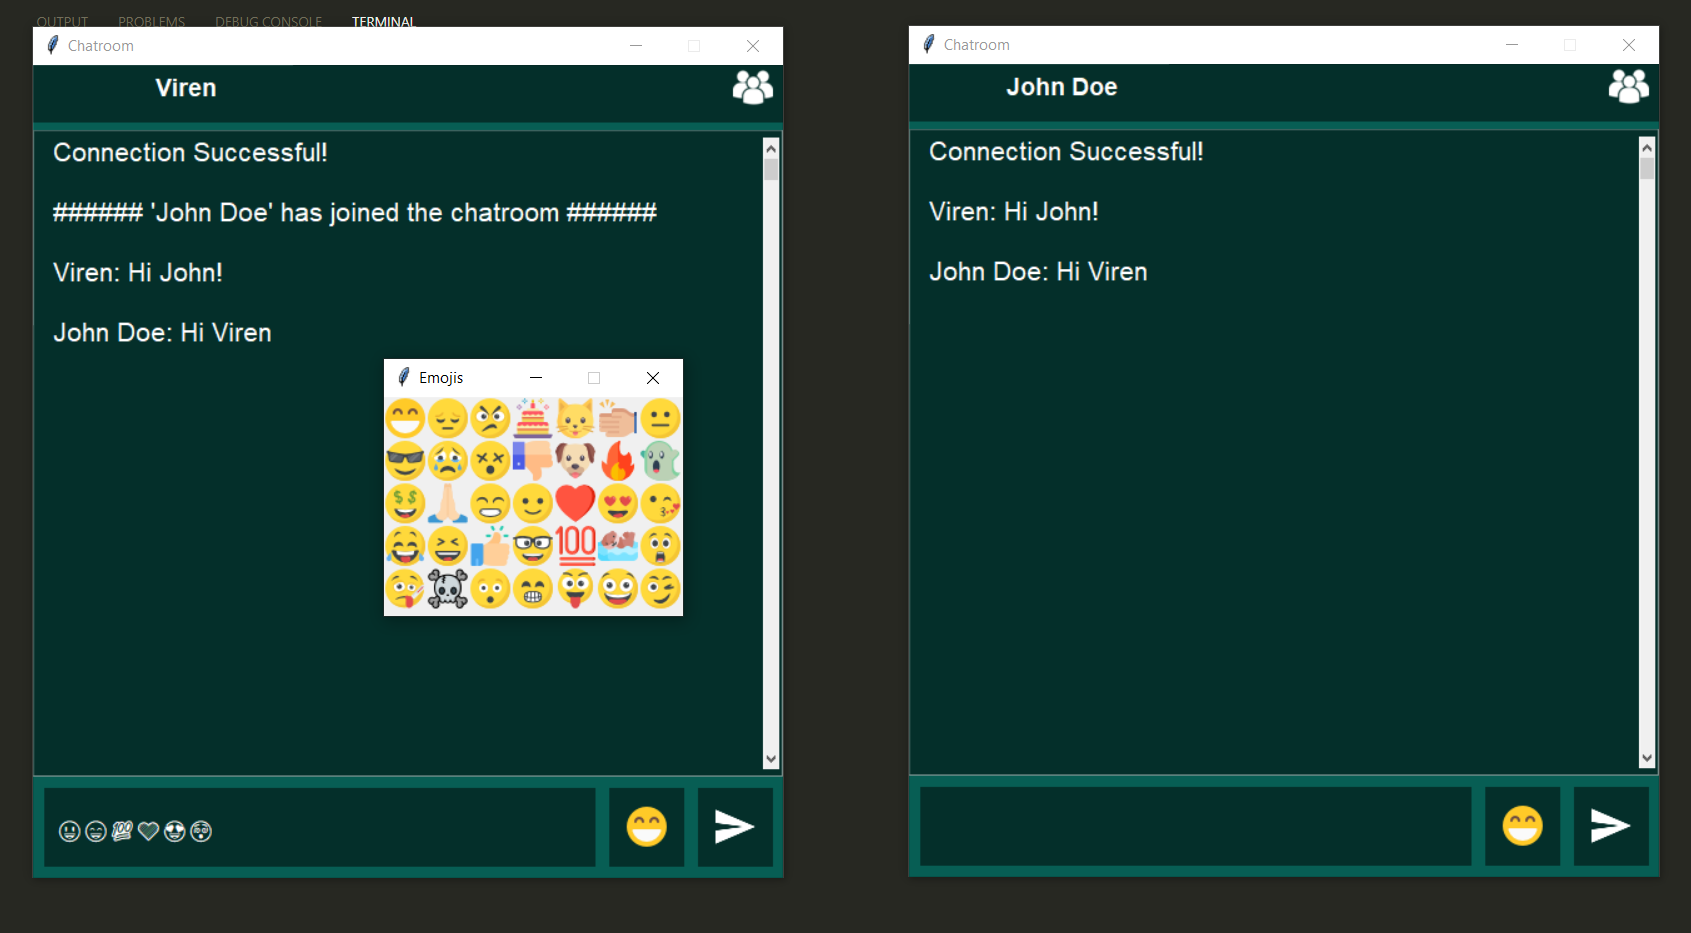 OUTPUT PROBLEMS DEBUG CONSOLE TERMINAL
Chatroom
Viren
Connection Successful!
###### 'John Doe' has joined the chatroom ######
Viren: Hi John!
John Doe: Hi Viren
Emojis
💯
💯
Chatroom
John Doe
Connection Successful!
Viren: Hi John!
John Doe: Hi Viren